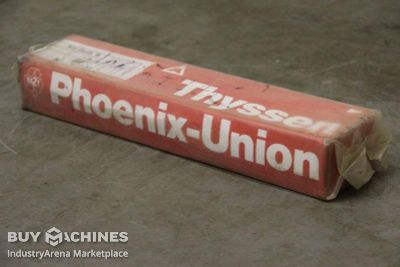 Thyssen
Phoenix-Union
BUY MACHINES
IndustryArena Marketplace